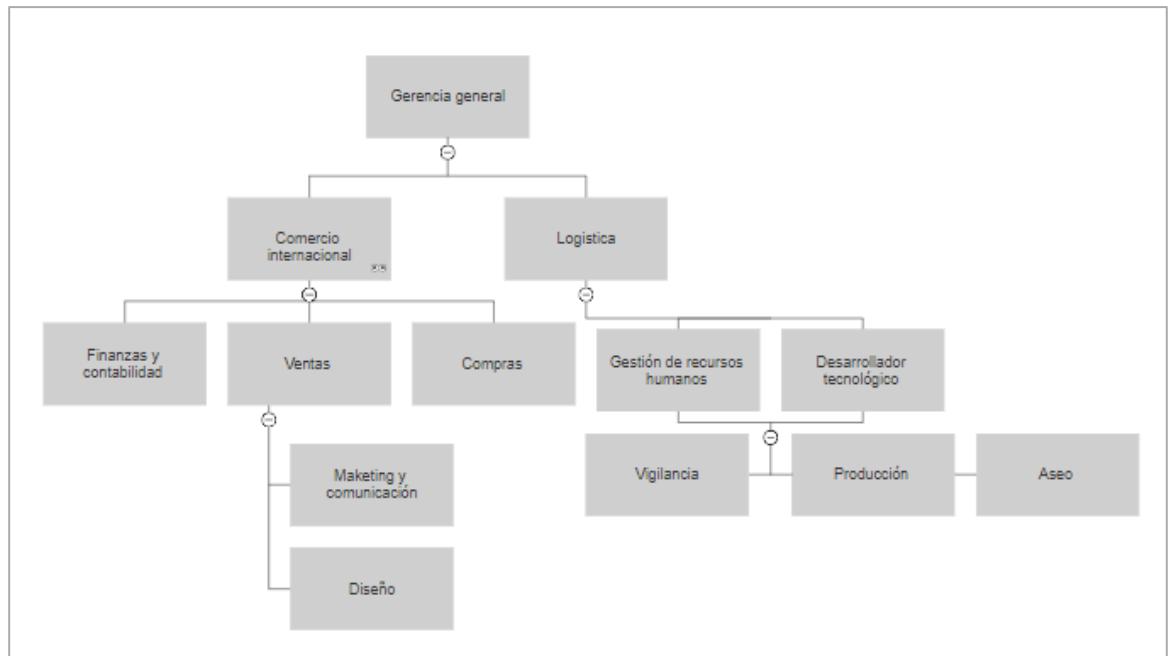 Gerencia general
Comercio
internacional
Logistica
Finanzas y
contabilidad
Ventas
Compras
Gestión de recursos
humanos
Desarrollador
tecnológico
Vigilancia
Producción
Aseo
Maketing y
comunicación
Diseño